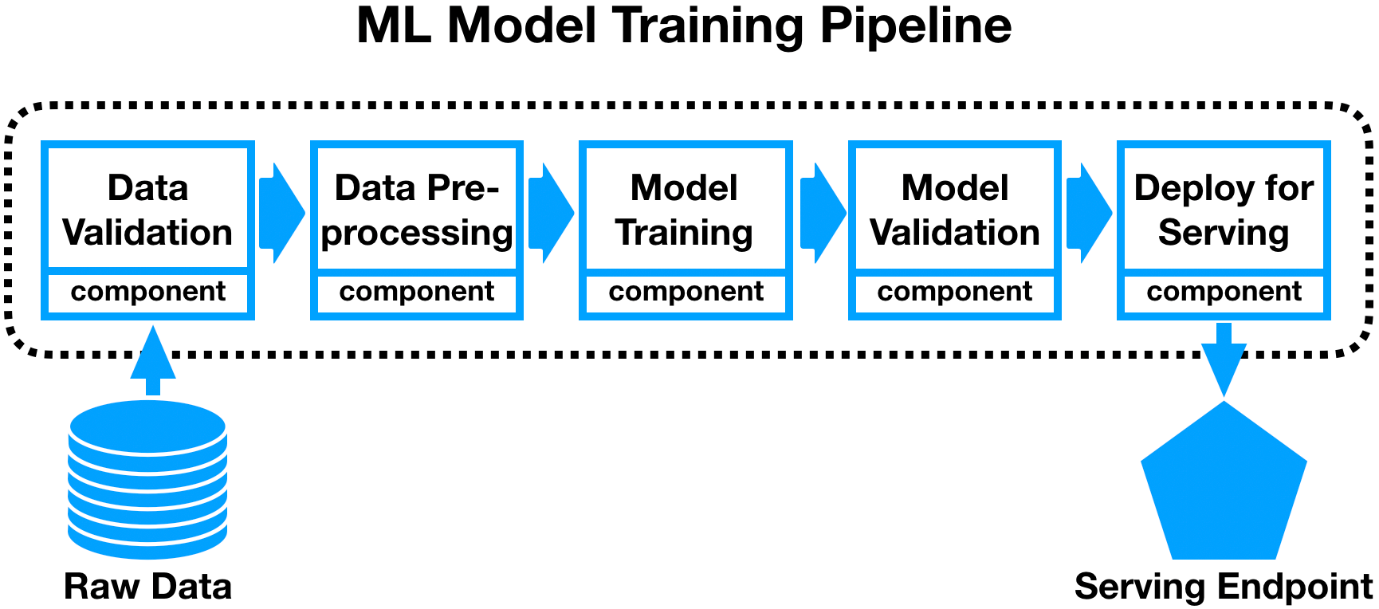 ML Model Training Pipeline
Data
Validation
component
Data Pre-
processing
component
Model
Training
component
Model
Validation
component
Deploy for
Serving
component
Raw Data
Serving Endpoint